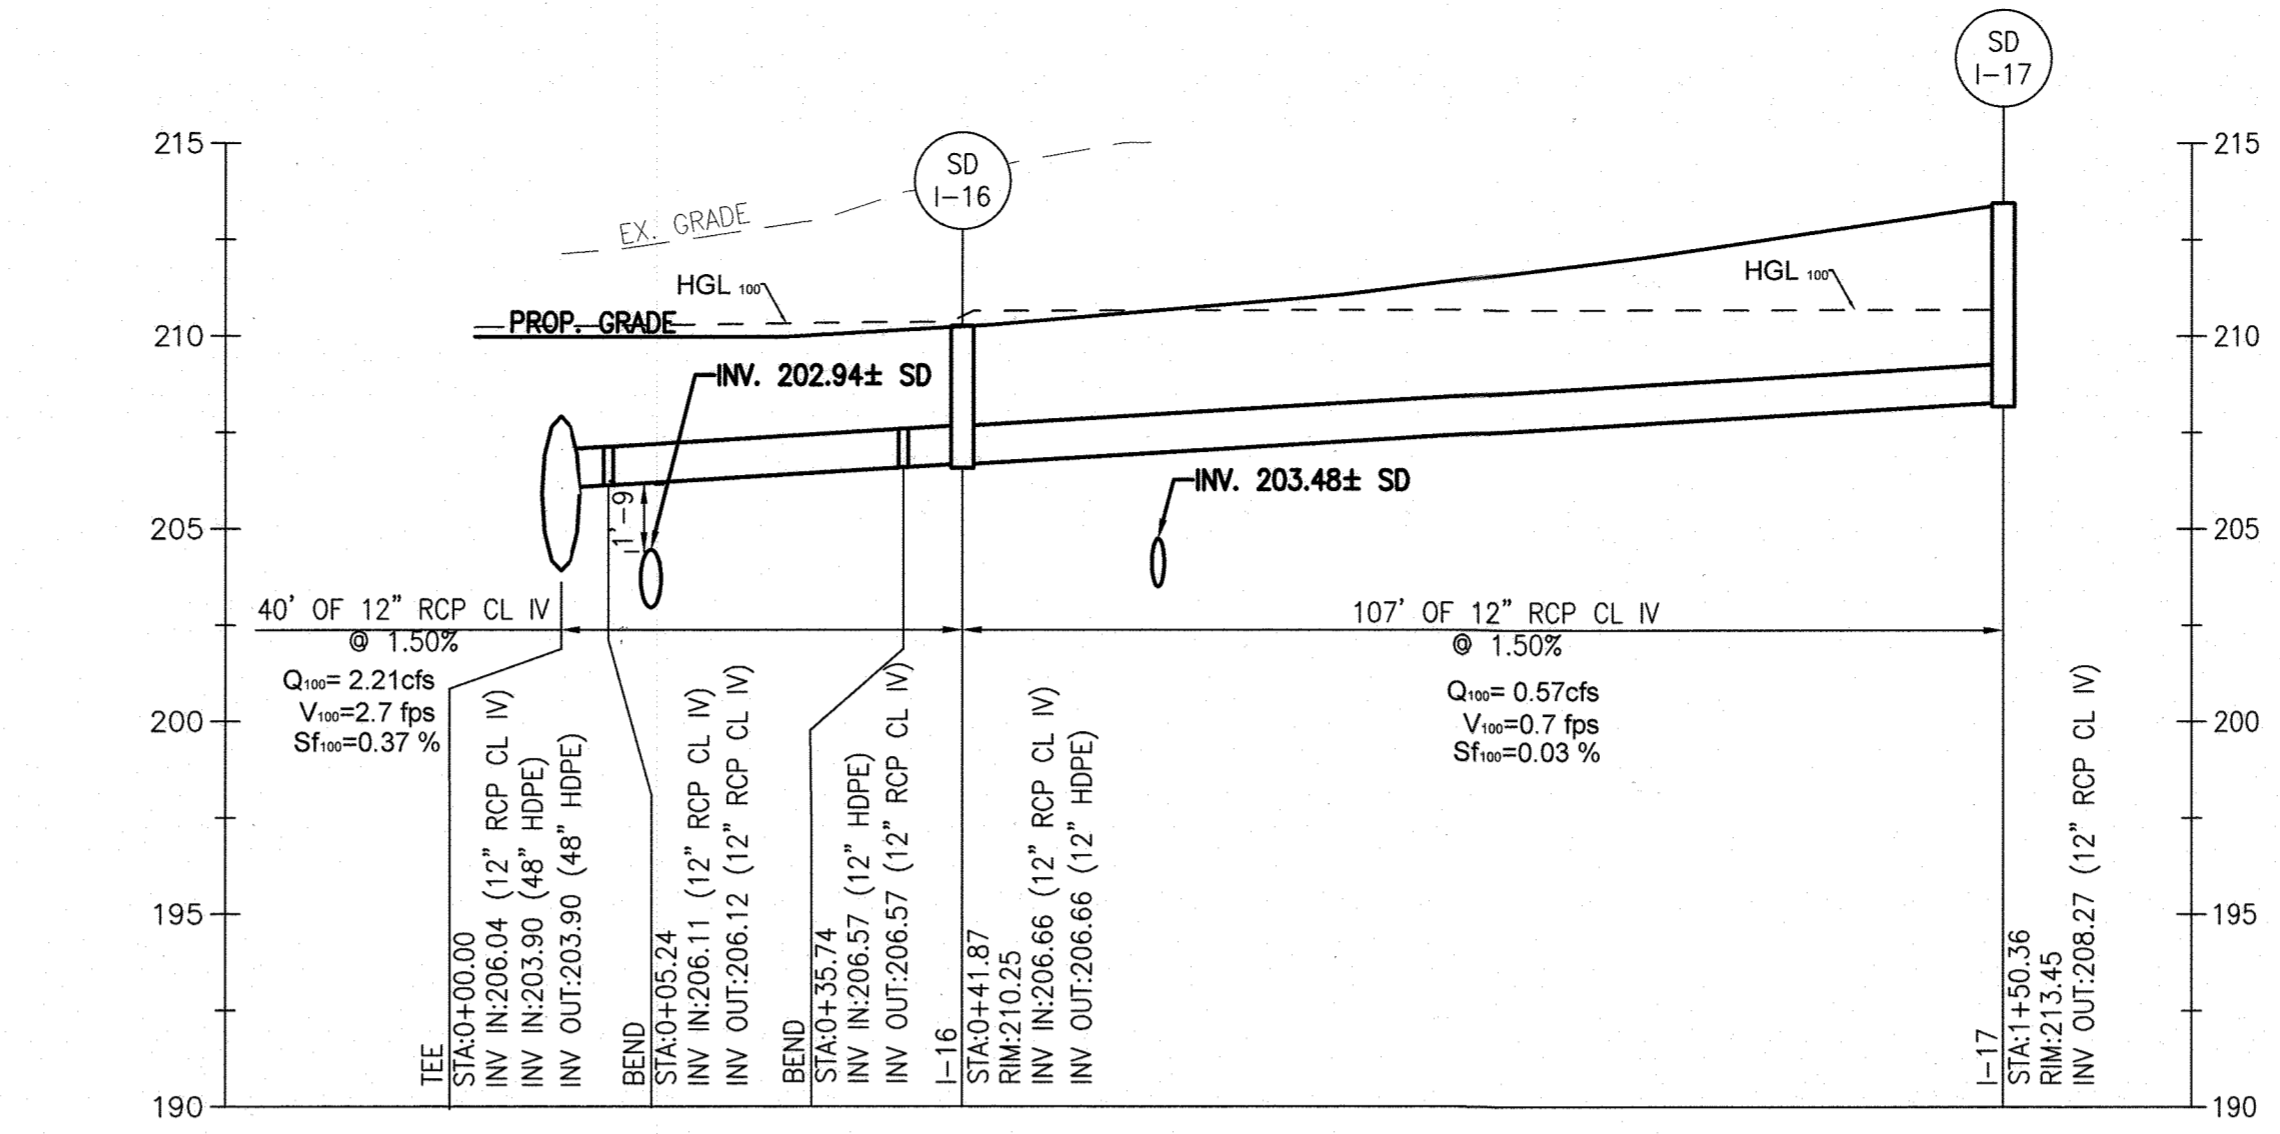 SD
I-17
SD
I-16
215
215
EX. GRADE
HGL 100
HGL 100
PROP. GRADE
210
210
INV. 202.94± SD
INV. 203.48± SD
1'-9
205
205
40' OF 12" RCP CL IV
@ 1.50%
Q100= 2.21cfs
V100=2.7 fps
Sf100=0.37 %
107' OF 12" RCP CL IV
@ 1.50%
Q100= 0.57cfs
V100=0.7 fps
Sf100=0.03 %
200
200
195
195
190
190
TEE
STA:0+00.00
INV IN:206.04 (12" RCP CL IV)
INV IN:203.90 (48" HDPE)
INV OUT:203.90 (48" HDPE)
BEND
STA:0+05.24
INV IN:206.11 (12" RCP CL IV)
INV OUT:206.12 (12" RCP CL IV)
BEND
STA:0+35.74
INV IN:206.57 (12" HDPE)
INV OUT:206.57 (12" RCP CL IV)
I-16
STA:0+41.87
RIM:210.25
INV IN:206.66 (12" RCP CL IV)
INV OUT:206.66 (12" HDPE)
I-17
STA:1+50.36
RIM:213.45
INV OUT:208.27 (12" RCP CL IV)